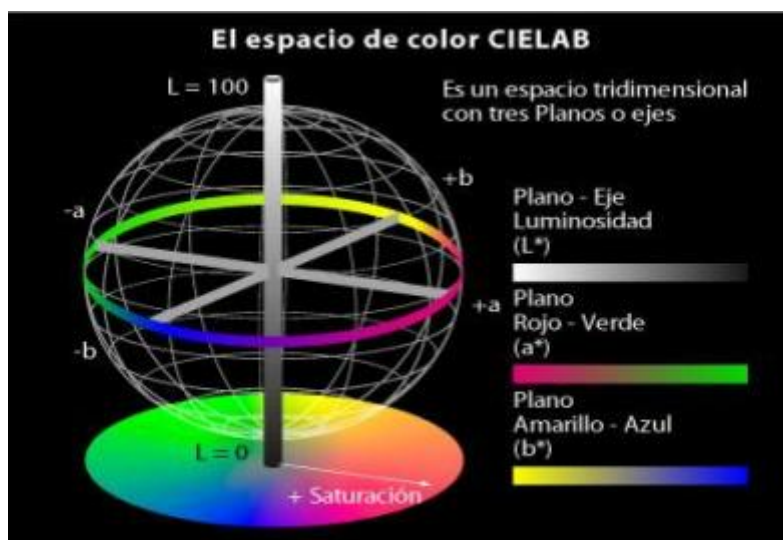 El espacio de color CIELAB
L = 100
Es un espacio tridimensional
con tres Planos o ejes
+b
-a
Plano - Eje
Luminosidad
(L*)
+a
Plano
Rojo - Verde
(a*)
-b
Plano
Amarillo - Azul
(b*)
L = 0
+ Saturación